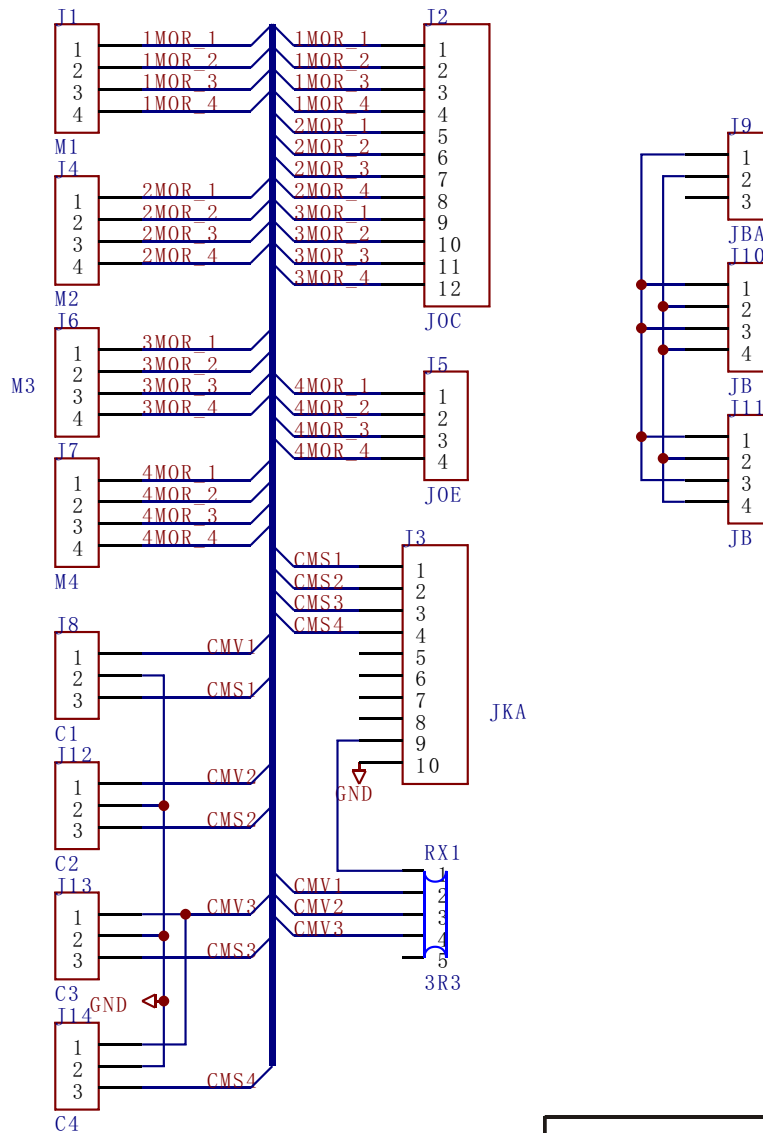 J1
1 1MOR_1
2 1MOR_2
3 1MOR_3
4 1MOR_4
M1
J4
1 2MOR_1
2 2MOR_2
3 2MOR_3
4 2MOR_4
M2
J6
M3
1 3MOR_1
2 3MOR_2
3 3MOR_3
4 3MOR_4
J7
1 4MOR_1
2 4MOR_2
3 4MOR_3
4 4MOR_4
M4
J8
1 CMV1
2
3 CMS1
C1
J12
1 CMV2
2
3 CMS2
C2
J13
1 CMV3
2
3 CMS3
C3
GND
J14
1
2
3 CMS4
C4
J2
1MOR_1 1
1MOR_2 2
1MOR_3 3
1MOR_4 4
2MOR_1 5
2MOR_2 6
2MOR_3 7
2MOR_4 8
3MOR_1 9
3MOR_2 10
3MOR_3 11
3MOR_4 12
JOC
J5
4MOR_1 1
4MOR_2 2
4MOR_3 3
4MOR_4 4
JOE
J3
CMS1 1
CMS2 2
CMS3 3
CMS4 4
5
6
7
8
9
10
JKA
GND
RX1
1
CMV1 2
CMV2 3
CMV3 4
5
3R3
J9
1
2
3
JBA
J10
1
2
3
4
JB
J11
1
2
3
4
JB